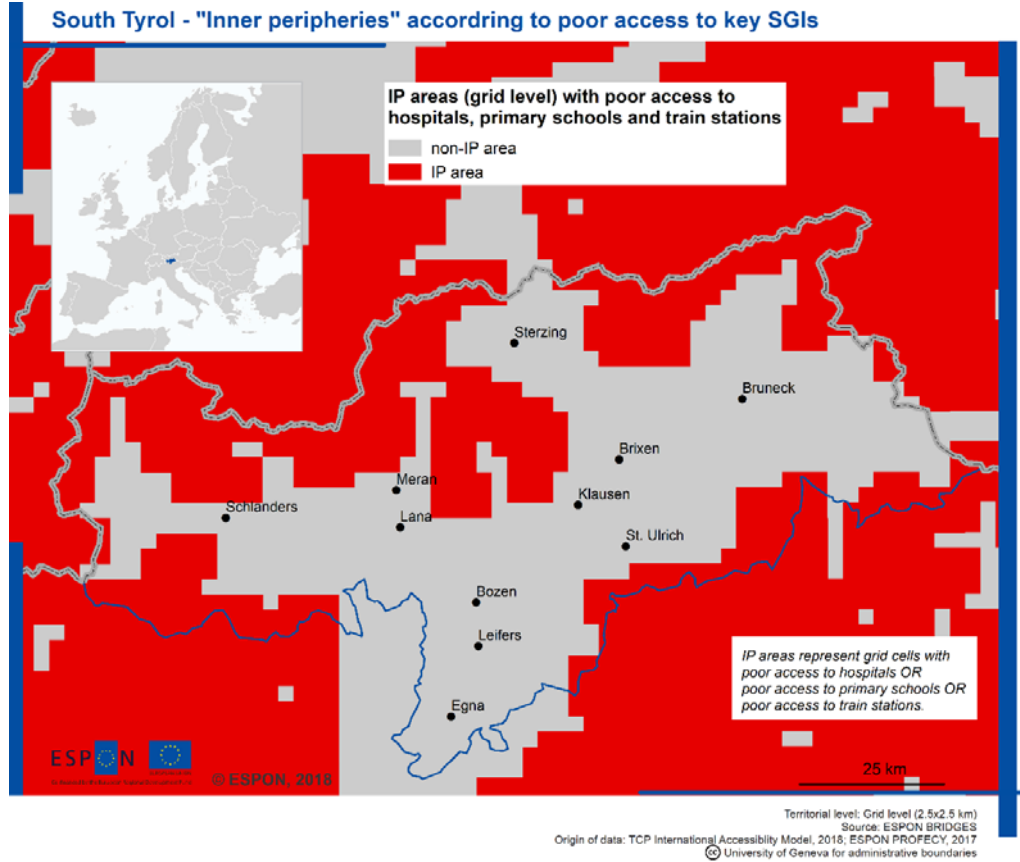 South Tyrol - "Inner peripheries" accordring to poor access to key SGIs
IP areas (grid level) with poor access to
hospitals, primary schools and train stations
non-IP area
IP area
Sterzing
Bruneck
Brixen
Meran
Klausen
Schlanders
Lana
St. Ulrich
Bozen
Leifers
Egna
IP areas represent grid cells with
poor access to hospitals OR
poor access to primary schools OR
poor access to train stations.
ESPON
© ESPON, 2018
25 km
Territorial level: Grid level (2.5x2.5 km)
Source: ESPON BRIDGES
Origin of data: TCP International Accessiblity Model, 2018; ESPON PROFECY, 2017
cc University of Geneva for administrative boundaries